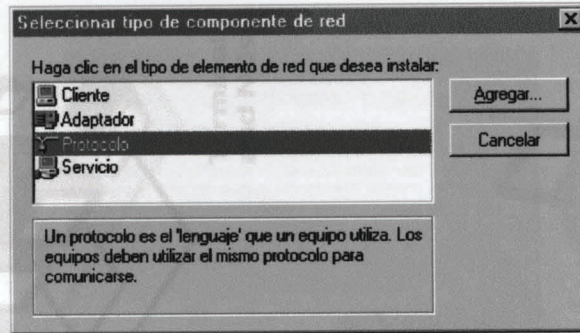 Seleccionar tipo de componente de red
Haga clic en el tipo de elemento de red que desea instalar:
Cliente
Adaptador
Protocolo
Servicio
Agregar...
Cancelar
Un protocolo es el 'lenguaje' que un equipo utiliza. Los
equipos deben utilizar el mismo protocolo para
comunicarse.